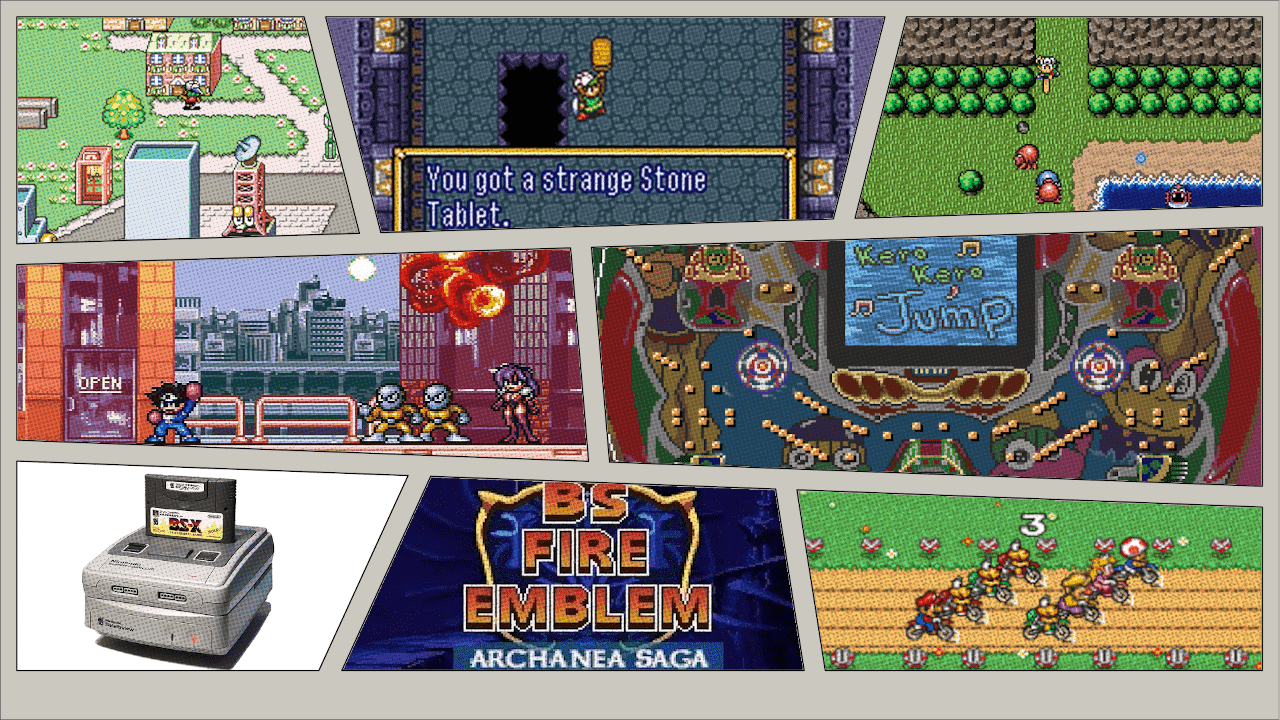 You got a strange Stone
Tablet.
OPEN
Kero
Kero
Jump
BS-X
BS
FIRE
EMBLEM
ARCHANEA SAGA
3